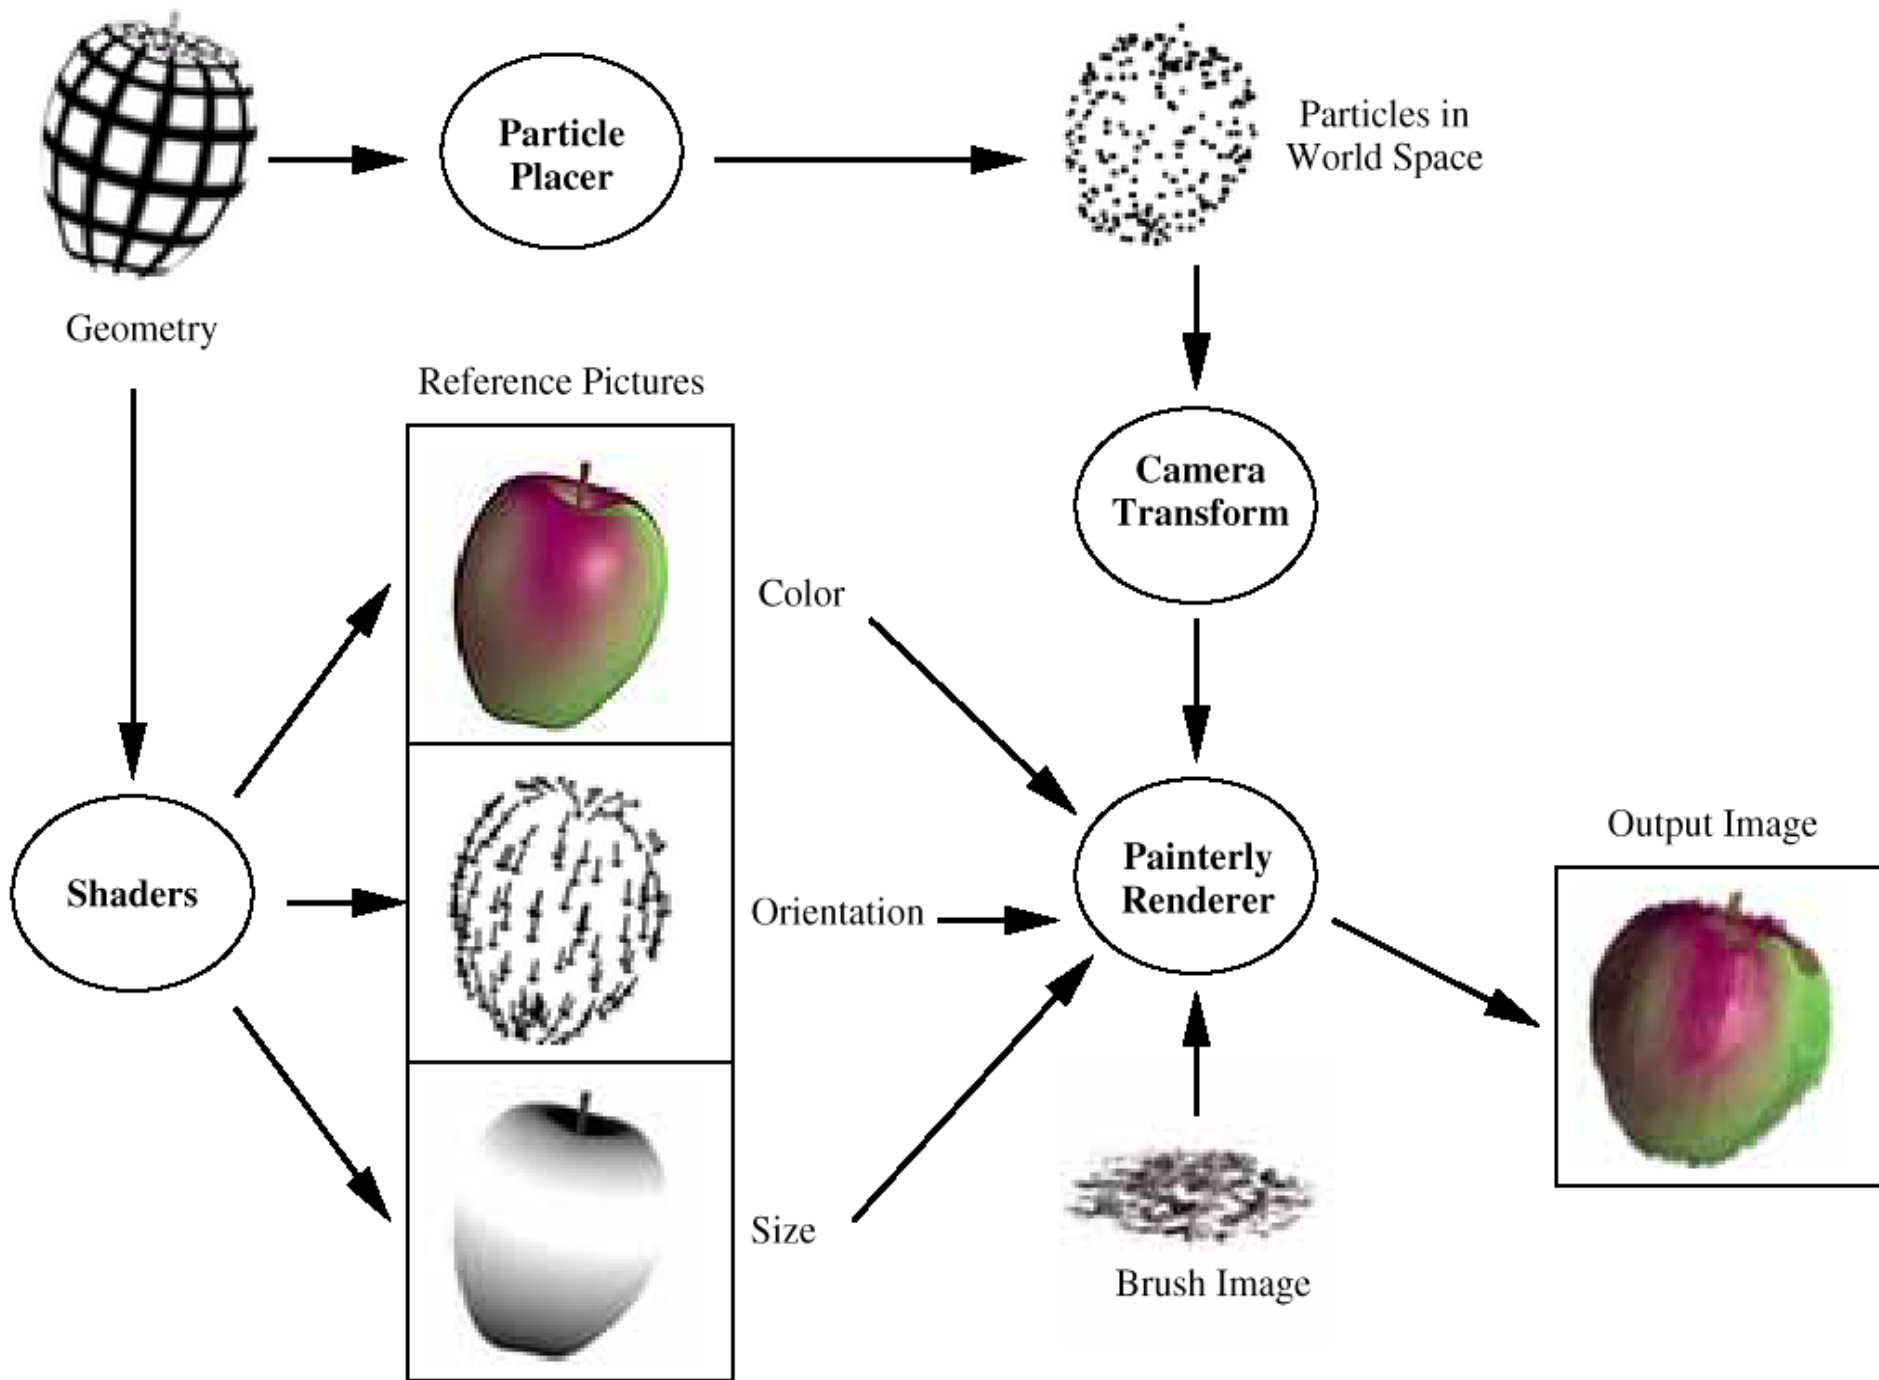 Particle
Placer
Particles in
World Space
Geometry
Reference Pictures
Camera
Transform
Color
Shaders
Orientation
Painterly
Renderer
Output Image
Size
Brush Image